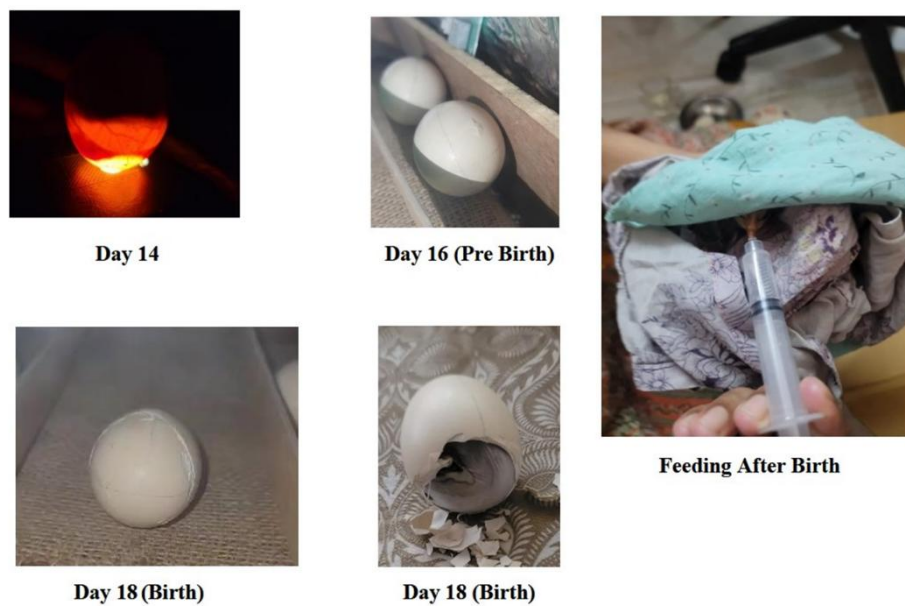 Day 14
Day 16 (Pre Birth)
Feeding After Birth
Day 18 (Birth)
Day 18 (Birth)